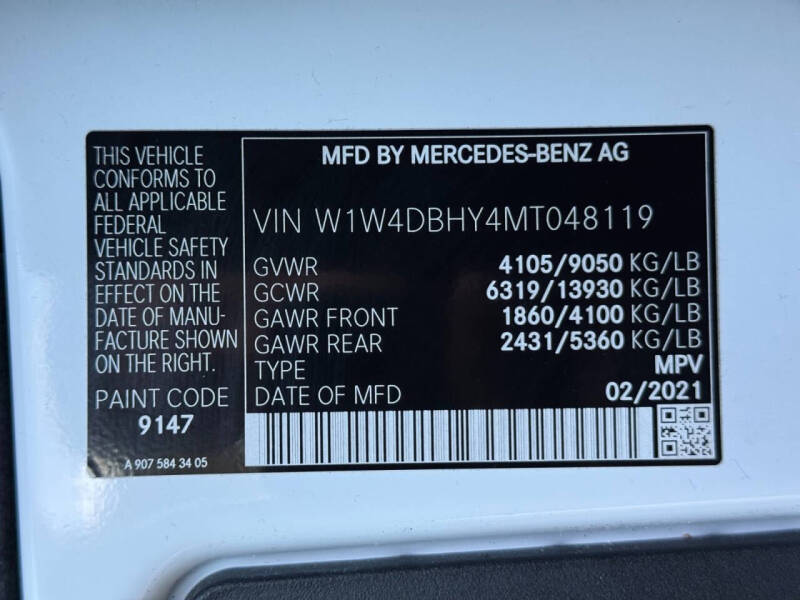 THIS VEHICLE
CONFORMS TO
ALL APPLICABLE
FEDERAL
VEHICLE SAFETY
STANDARDS IN
EFFECT ON THE
DATE OF MANU-
FACTURE SHOWN
ON THE RIGHT.
PAINT CODE
9147
A 907 584 34 05
MFD BY MERCEDES-BENZ AG
VIN W1W4DBHY4MT048119
GVWR 4105/9050 KG/LB
GCWR 6319/13930 KG/LB
GAWR FRONT 1860/4100 KG/LB
GAWR REAR 2431/5360 KG/LB
TYPE MPV
DATE OF MFD 02/2021